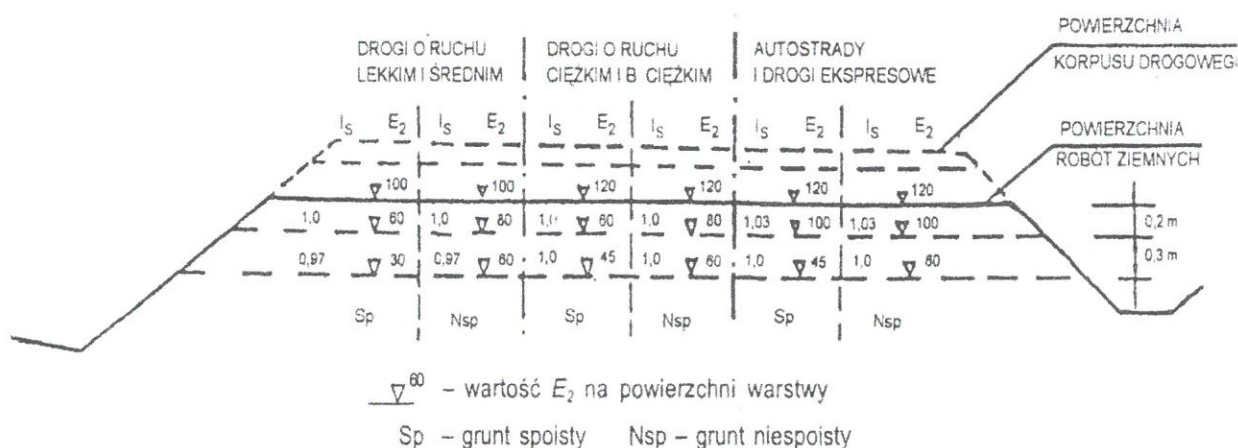 DROGI O RUCHU
LEKKIM I ŚREDNIM
DROGI O RUCHU
CIĘŻKIM I B CIĘŻKIM
AUTOSTRADY
I DROGI EKSPRESOWE
POWIERZCHNIA
KORPUSU DROGOWEG
I_S E_2 I_S E_2 I_S E_2 I_S E_2 I_S E_2 I_S E_2
POWIERZCHNIA
ROBÓT ZIEMNYCH
100 100 120 120 120 120
1,0 60 1,0 80 1,0 60 1,0 80 1,03 100 1,03 100 0,2 m
0,97 30 0,97 60 1,0 45 1,0 60 1,0 45 1,0 60 0,3 m
Sp Nsp Sp Nsp Sp Nsp
60 – wartość E_2 na powierzchni warstwy
Sp – grunt spoisty Nsp – grunt niespoisty